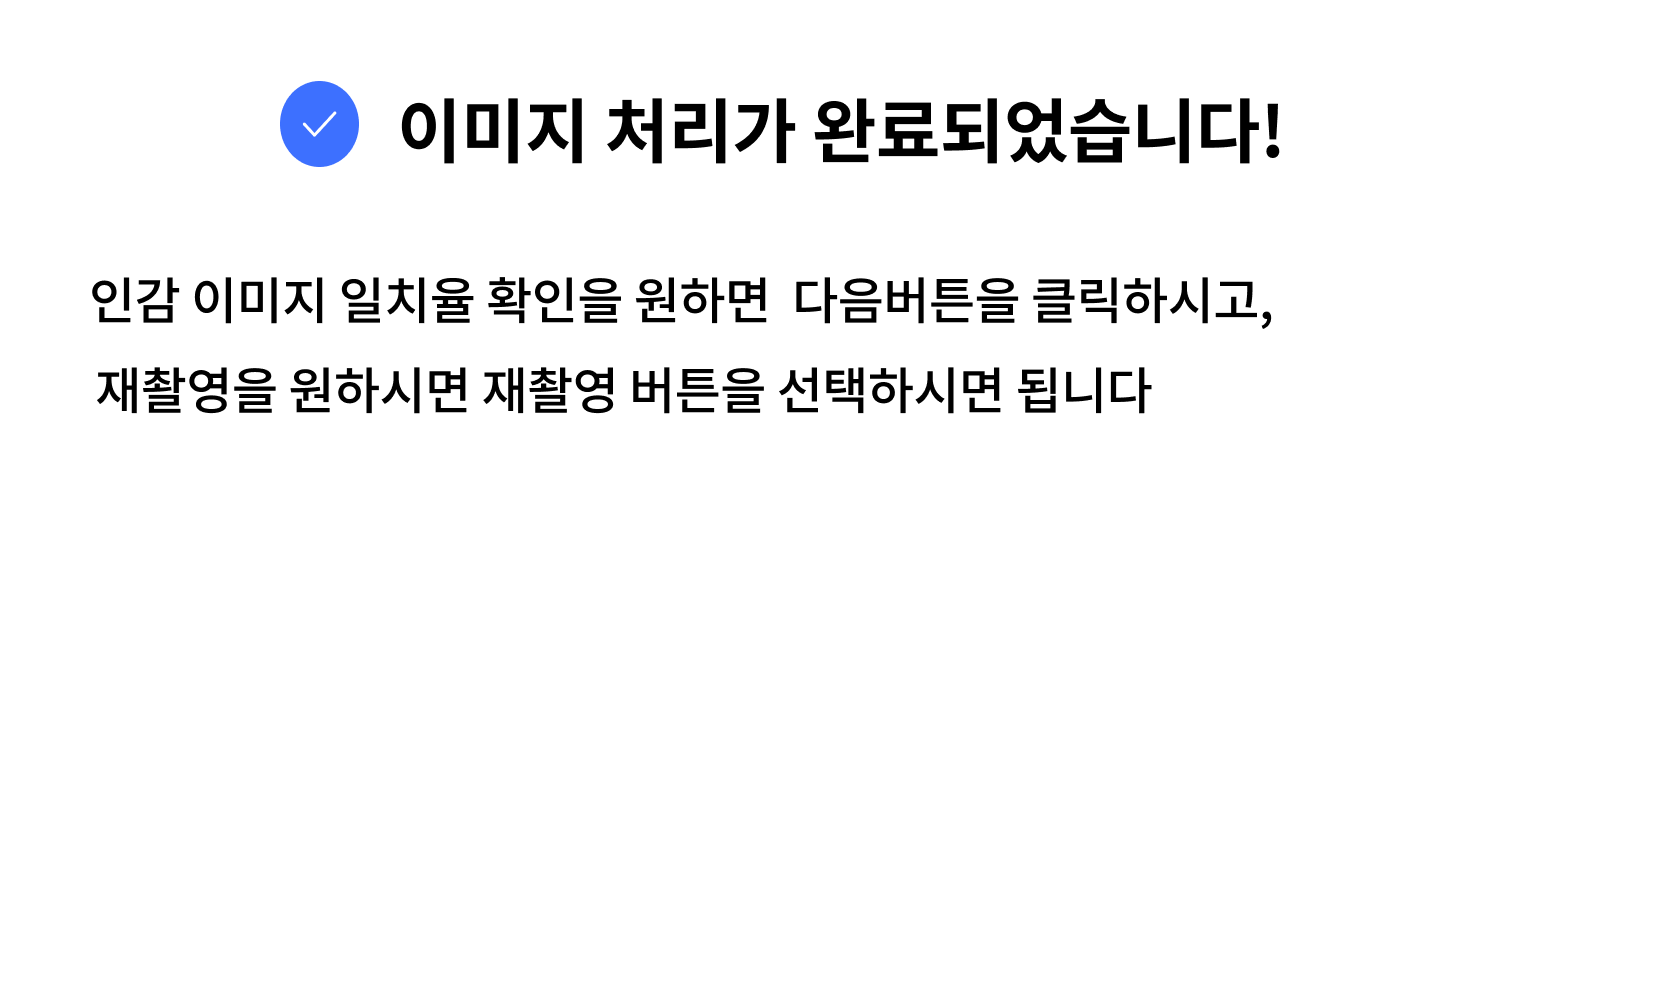 이미지 처리가 완료되었습니다!
인감 이미지 일치율 확인을 원하면  다음버튼을 클릭하시고,
재촬영을 원하시면 재촬영 버튼을 선택하시면 됩니다